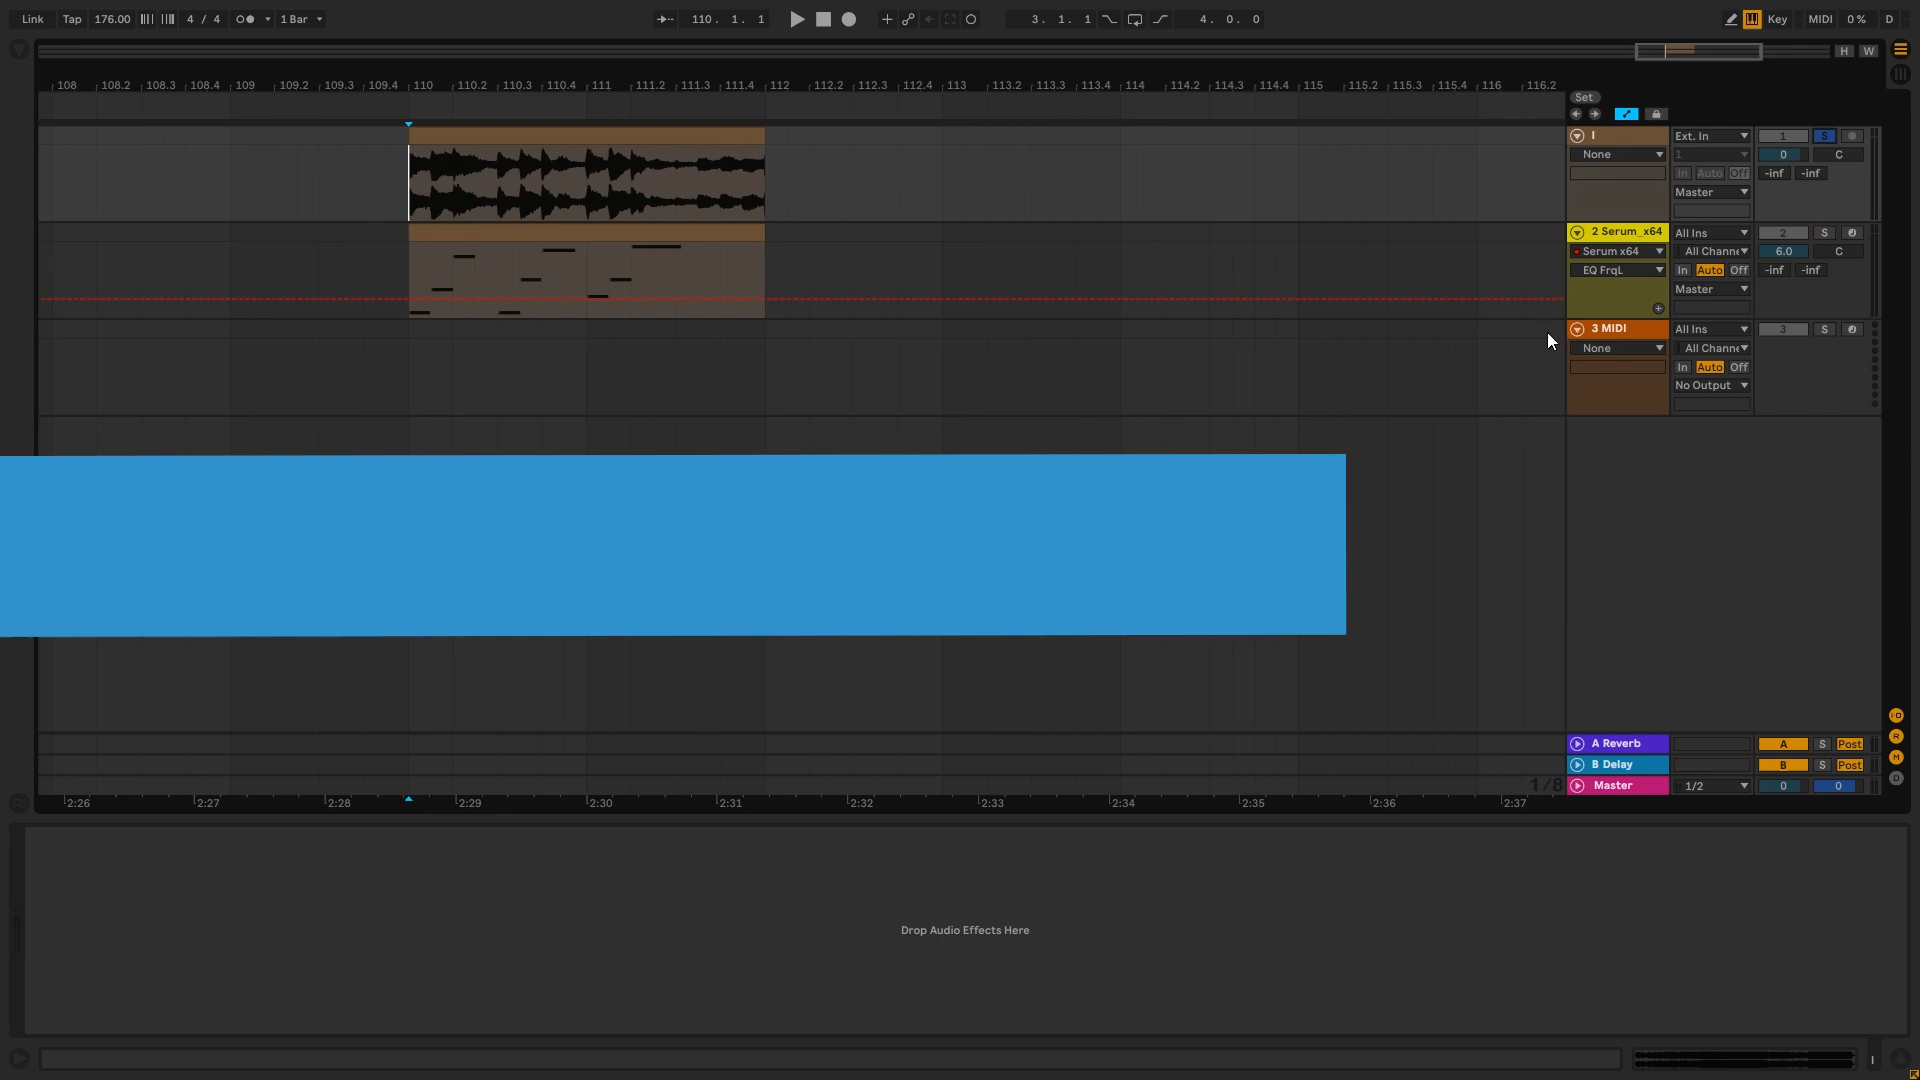 Link Tap 176.00 4 / 4 1 Bar 110. 1. 1 3. 1. 1 4. 0. 0 Key MIDI 0 % D
H W
108 108.2 108.3 108.4 109 109.2 109.3 109.4 110 110.2 110.3 110.4 111 111.2 111.3 111.4 112 112.2 112.3 112.4 113 113.2 113.3 113.4 114 114.2 114.3 114.4 115 115.2 115.3 115.4 116 116.2
Set
I Ext. In 1 S
None 1 0 C
In Auto Off -inf -inf
Master
2 Serum_x64 All Ins 2 S
Serum x64 All Channe 6.0 C
EQ FrqL In Auto Off -inf -inf
Master
3 MIDI All Ins 3 S
None All Channe
In Auto Off
No Output
I-O
R
M
D
A Reverb A S Post
B Delay B S Post
1/8 Master 1/2 0 0
2:26 2:27 2:28 2:29 2:30 2:31 2:32 2:33 2:34 2:35 2:36 2:37
Drop Audio Effects Here
I